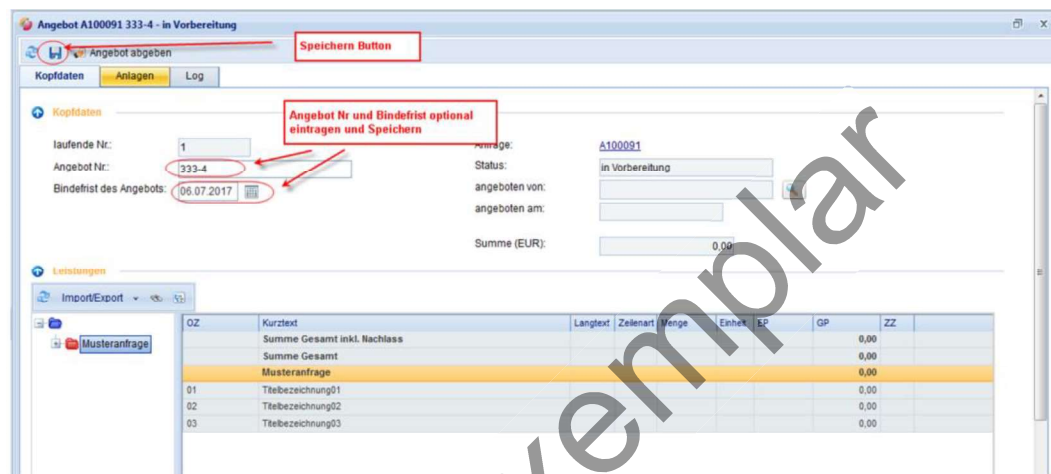 Angebot A100091 333-4 - in Vorbereitung
Angebot abgeben
Speichern Button
Kopfdaten Anlagen Log
Kopfdaten
Angebot Nr und Bindefrist optional
eintragen und Speichern
laufende Nr.: 1 Anfrage: A100091
Angebot Nr.: 333-4 Status: in Vorbereitung
Bindefrist des Angebots: 06.07.2017 angeboten von:
angeboten am:
Summe (EUR): 0,00
Leistungen
Import/Export
Musteranfrage
OZ Kurztext Langtext Zeilenart Menge Einheit EP GP ZZ
Summe Gesamt inkl. Nachlass 0,00
Summe Gesamt 0,00
Musteranfrage 0,00
01 Titelbezeichnung01 0,00
02 Titelbezeichnung02 0,00
03 Titelbezeichnung03 0,00
xemplar